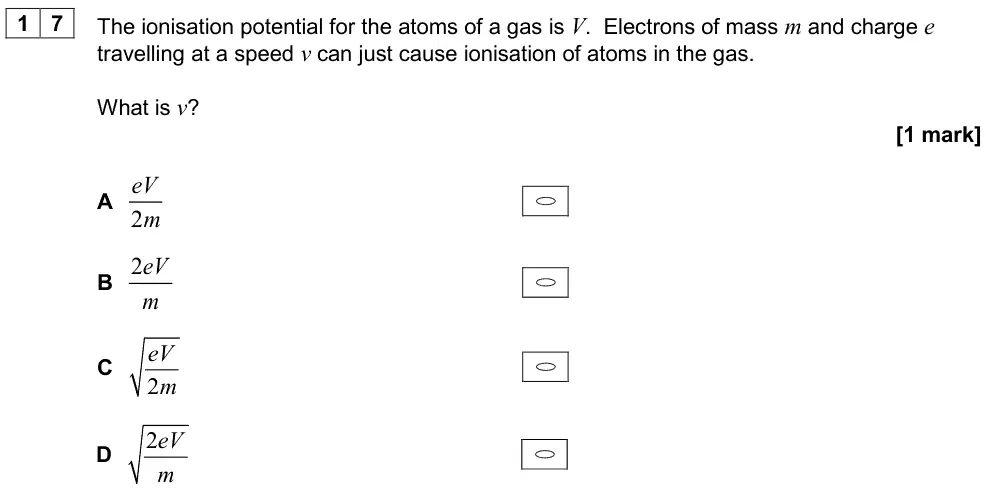 1 7 The ionisation potential for the atoms of a gas is V. Electrons of mass m and charge e
travelling at a speed v can just cause ionisation of atoms in the gas.
What is v?
[1 mark]
A eV/2m
B 2eV/m
C √(eV/2m)
D √(2eV/m)